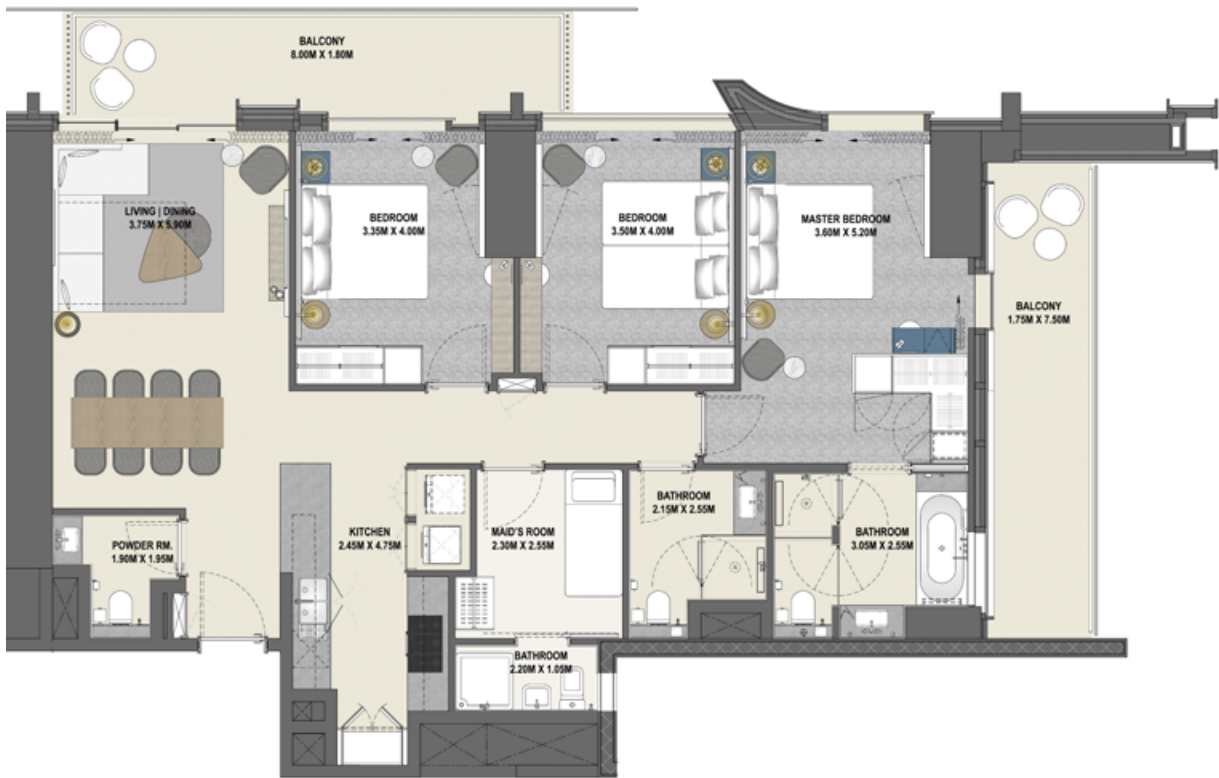 BALCONY
8.00M X 1.80M
LIVING | DINING
3.75M X 5.90M
BEDROOM
3.35M X 4.00M
BEDROOM
3.50M X 4.00M
MASTER BEDROOM
3.60M X 5.20M
BALCONY
1.75M X 7.50M
POWDER RM.
1.90M X 1.95M
KITCHEN
2.45M X 4.75M
MAID'S ROOM
2.30M X 2.55M
BATHROOM
2.15M X 2.55M
BATHROOM
3.05M X 2.55M
BATHROOM
2.20M X 1.05M